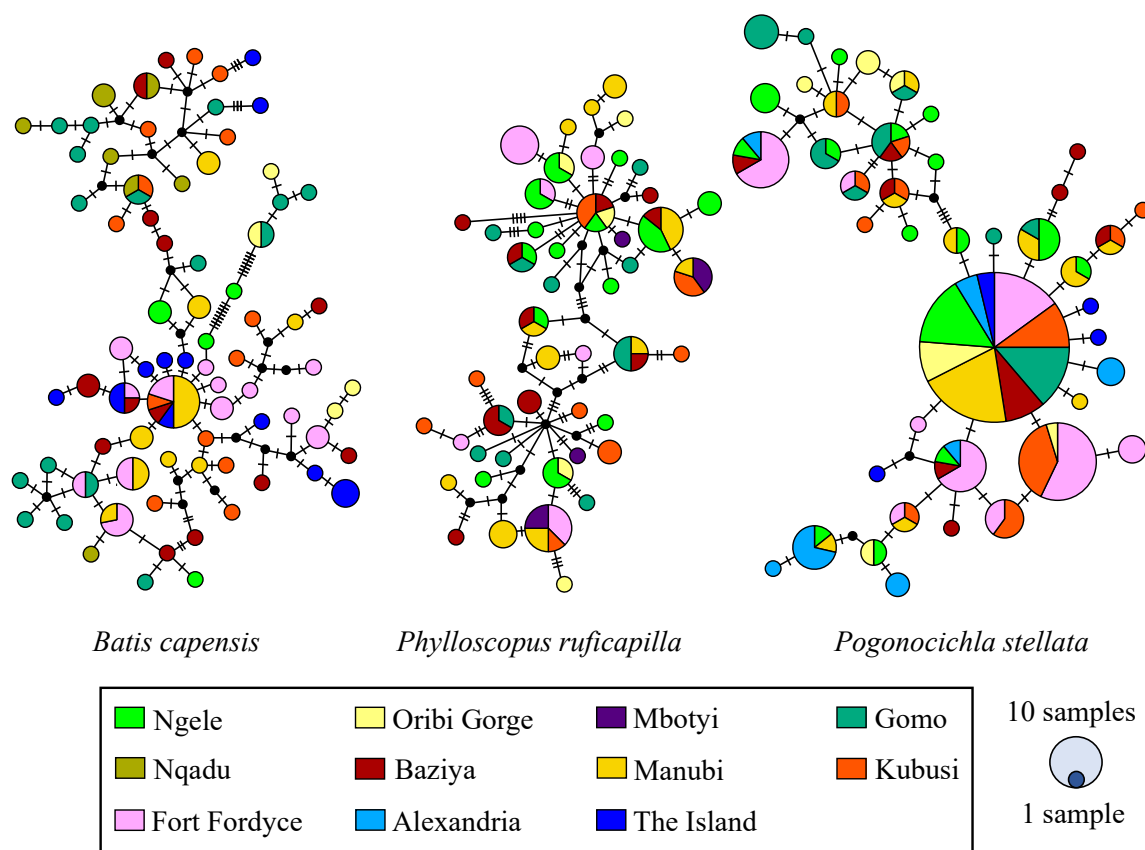 Batis capensis
Phylloscopus ruficapilla
Pogonocichla stellata
Ngele
Oribi Gorge
Mbotyi
Gomo
Nqadu
Baziya
Manubi
Kubusi
Fort Fordyce
Alexandria
The Island
10 samples
1 sample